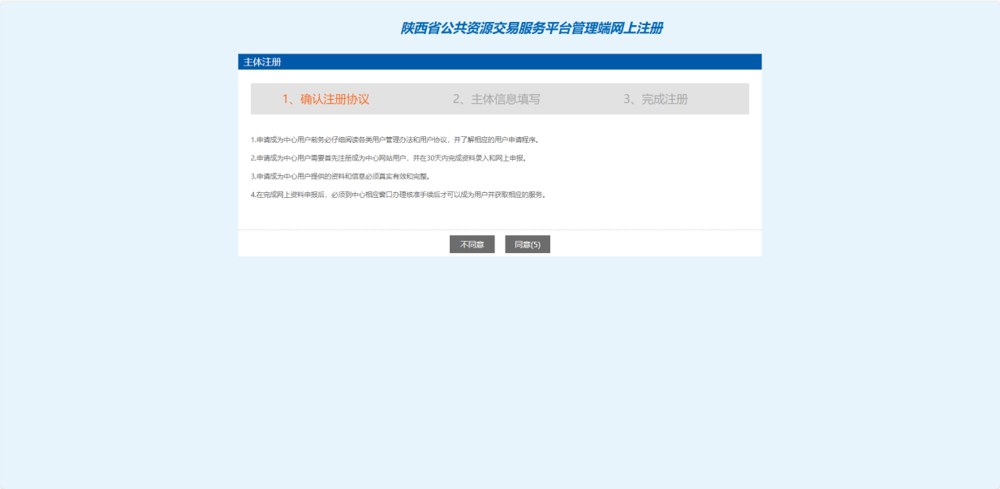 陕西省公共资源交易服务平台管理端网上注册
主体注册
1、确认注册协议 2、主体信息填写 3、完成注册
1.申请成为中心用户前务必仔细阅读各类用户管理办法和用户协议，并了解相应的用户申请程序。
2.申请成为中心用户需要首先注册成为中心网站用户，并在30天内完成资料录入和网上申报。
3.申请成为中心用户提供的资料和信息必须真实有效和完整。
4.在完成网上资料申报后，必须到中心相应窗口办理核准手续后才可以成为用户并获取相应的服务。
不同意 同意(5)